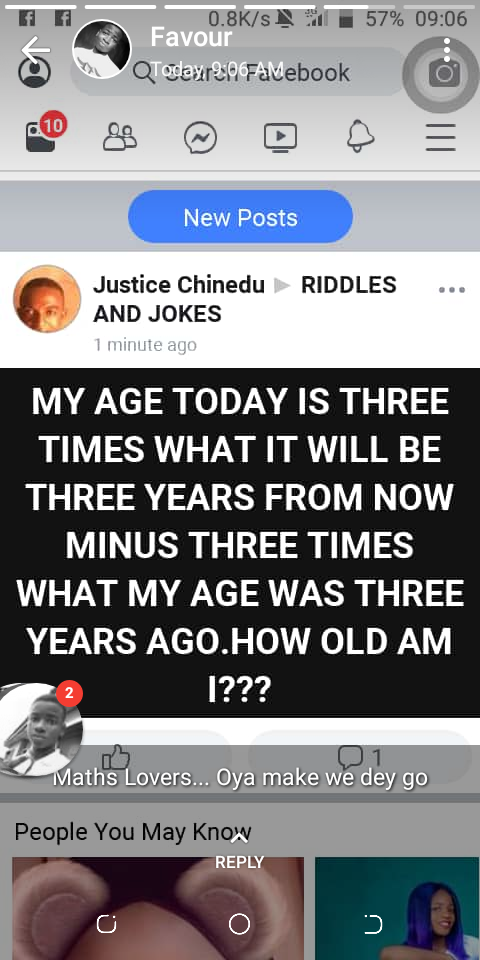 0.8K/s 57% 09:06
Favour
Today, 9:06 AM
Search Facebook
10
New Posts
Justice Chinedu ▶ RIDDLES
AND JOKES
1 minute ago
MY AGE TODAY IS THREE
TIMES WHAT IT WILL BE
THREE YEARS FROM NOW
MINUS THREE TIMES
WHAT MY AGE WAS THREE
YEARS AGO.HOW OLD AM
I???
2
1
Maths Lovers... Oya make we dey go
People You May Know
REPLY